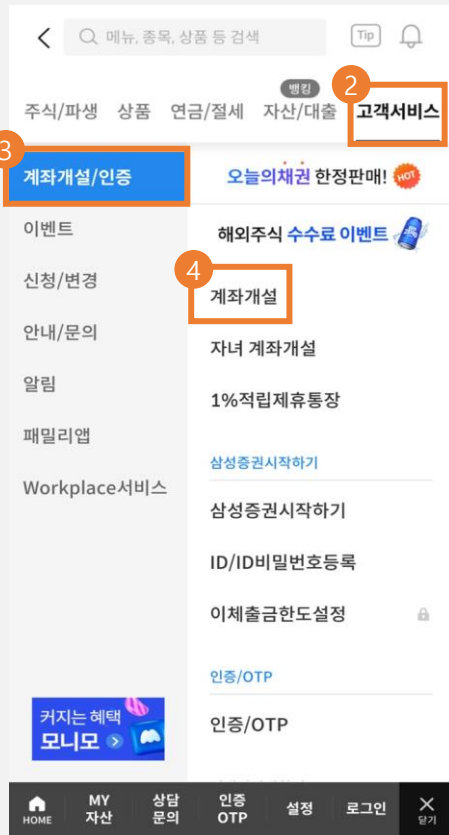 메뉴, 종목, 상품 등 검색
Tip
뱅킹
주식/파생 상품 연금/절세 자산/대출 고객서비스
2
3
계좌개설/인증
이벤트
신청/변경
안내/문의
알림
패밀리앱
Workplace서비스
커지는 혜택
모니모
오늘의채권 한정판매! HOT
해외주식 수수료 이벤트
4
계좌개설
자녀 계좌개설
1%적립제휴통장
삼성증권시작하기
삼성증권시작하기
ID/ID비밀번호등록
이체출금한도설정
인증/OTP
인증/OTP
HOME
MY
자산
상담
문의
인증
OTP
설정
로그인
닫기